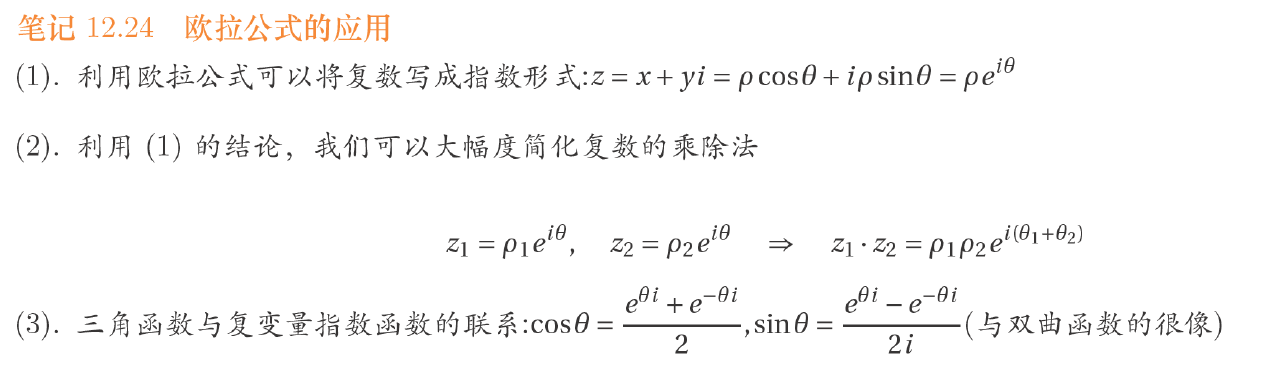 笔记 12.24 欧拉公式的应用
(1). 利用欧拉公式可以将复数写成指数形式:$z = x + yi = \rho\cos\theta + i\rho\sin\theta = \rho e^{i\theta}$
(2). 利用 (1) 的结论，我们可以大幅度简化复数的乘除法
$z_1 = \rho_1 e^{i\theta}, \quad z_2 = \rho_2 e^{i\theta} \quad \Rightarrow \quad z_1 \cdot z_2 = \rho_1 \rho_2 e^{i(\theta_1+\theta_2)}$
(3). 三角函数与复变量指数函数的联系:$\cos\theta = \dfrac{e^{\theta i} + e^{-\theta i}}{2}, \sin\theta = \dfrac{e^{\theta i} - e^{-\theta i}}{2i}$(与双曲函数的很像)